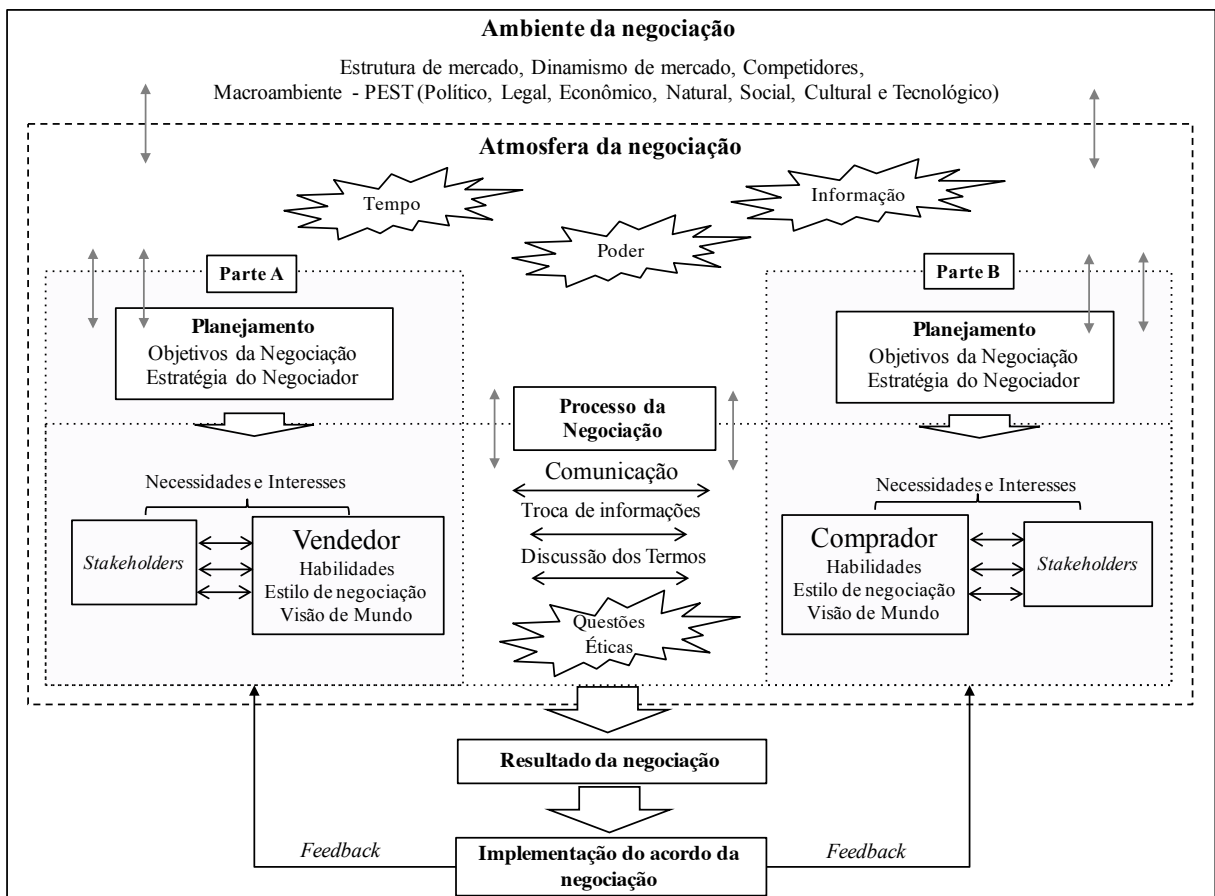 Ambiente da negociação
Estrutura de mercado, Dinamismo de mercado, Competidores,
Macroambiente - PEST (Político, Legal, Econômico, Natural, Social, Cultural e Tecnológico)
Atmosfera da negociação
Tempo
Informação
Poder
Parte A
Planejamento
Objetivos da Negociação
Estratégia do Negociador
Necessidades e Interesses
Stakeholders
Vendedor
Habilidades
Estilo de negociação
Visão de Mundo
Processo da
Negociação
Comunicação
Troca de informações
Discussão dos Termos
Questões
Éticas
Parte B
Planejamento
Objetivos da Negociação
Estratégia do Negociador
Necessidades e Interesses
Comprador
Habilidades
Estilo de negociação
Visão de Mundo
Stakeholders
Resultado da negociação
Feedback
Implementação do acordo da
negociação
Feedback